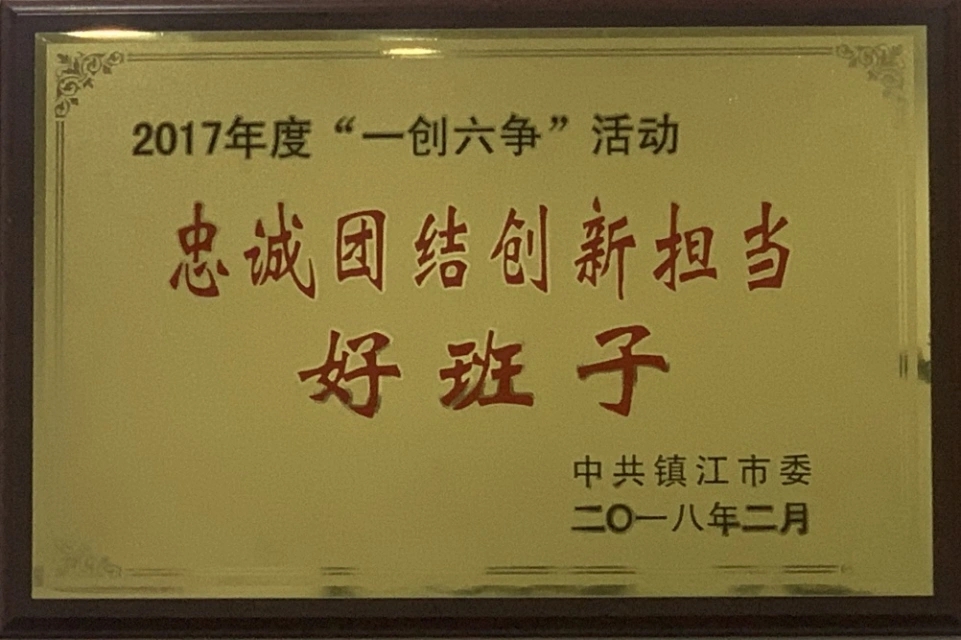 2017年度“一创六争”活动
忠诚团结创新担当
好班子
中共镇江市委
二〇一八年二月